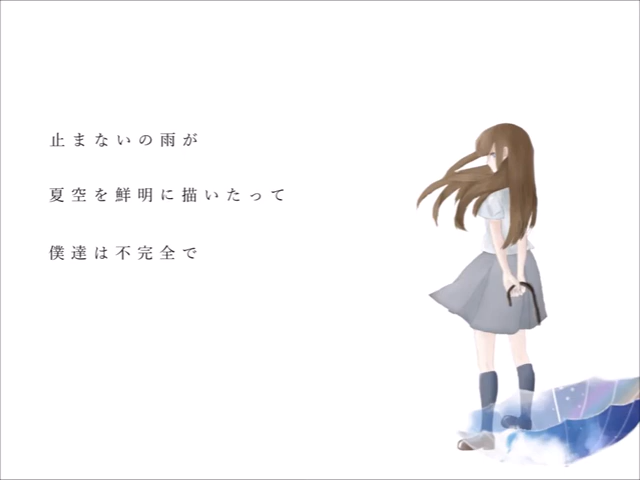 止まないの雨が
夏空を鮮明に描いたって
僕達は不完全で